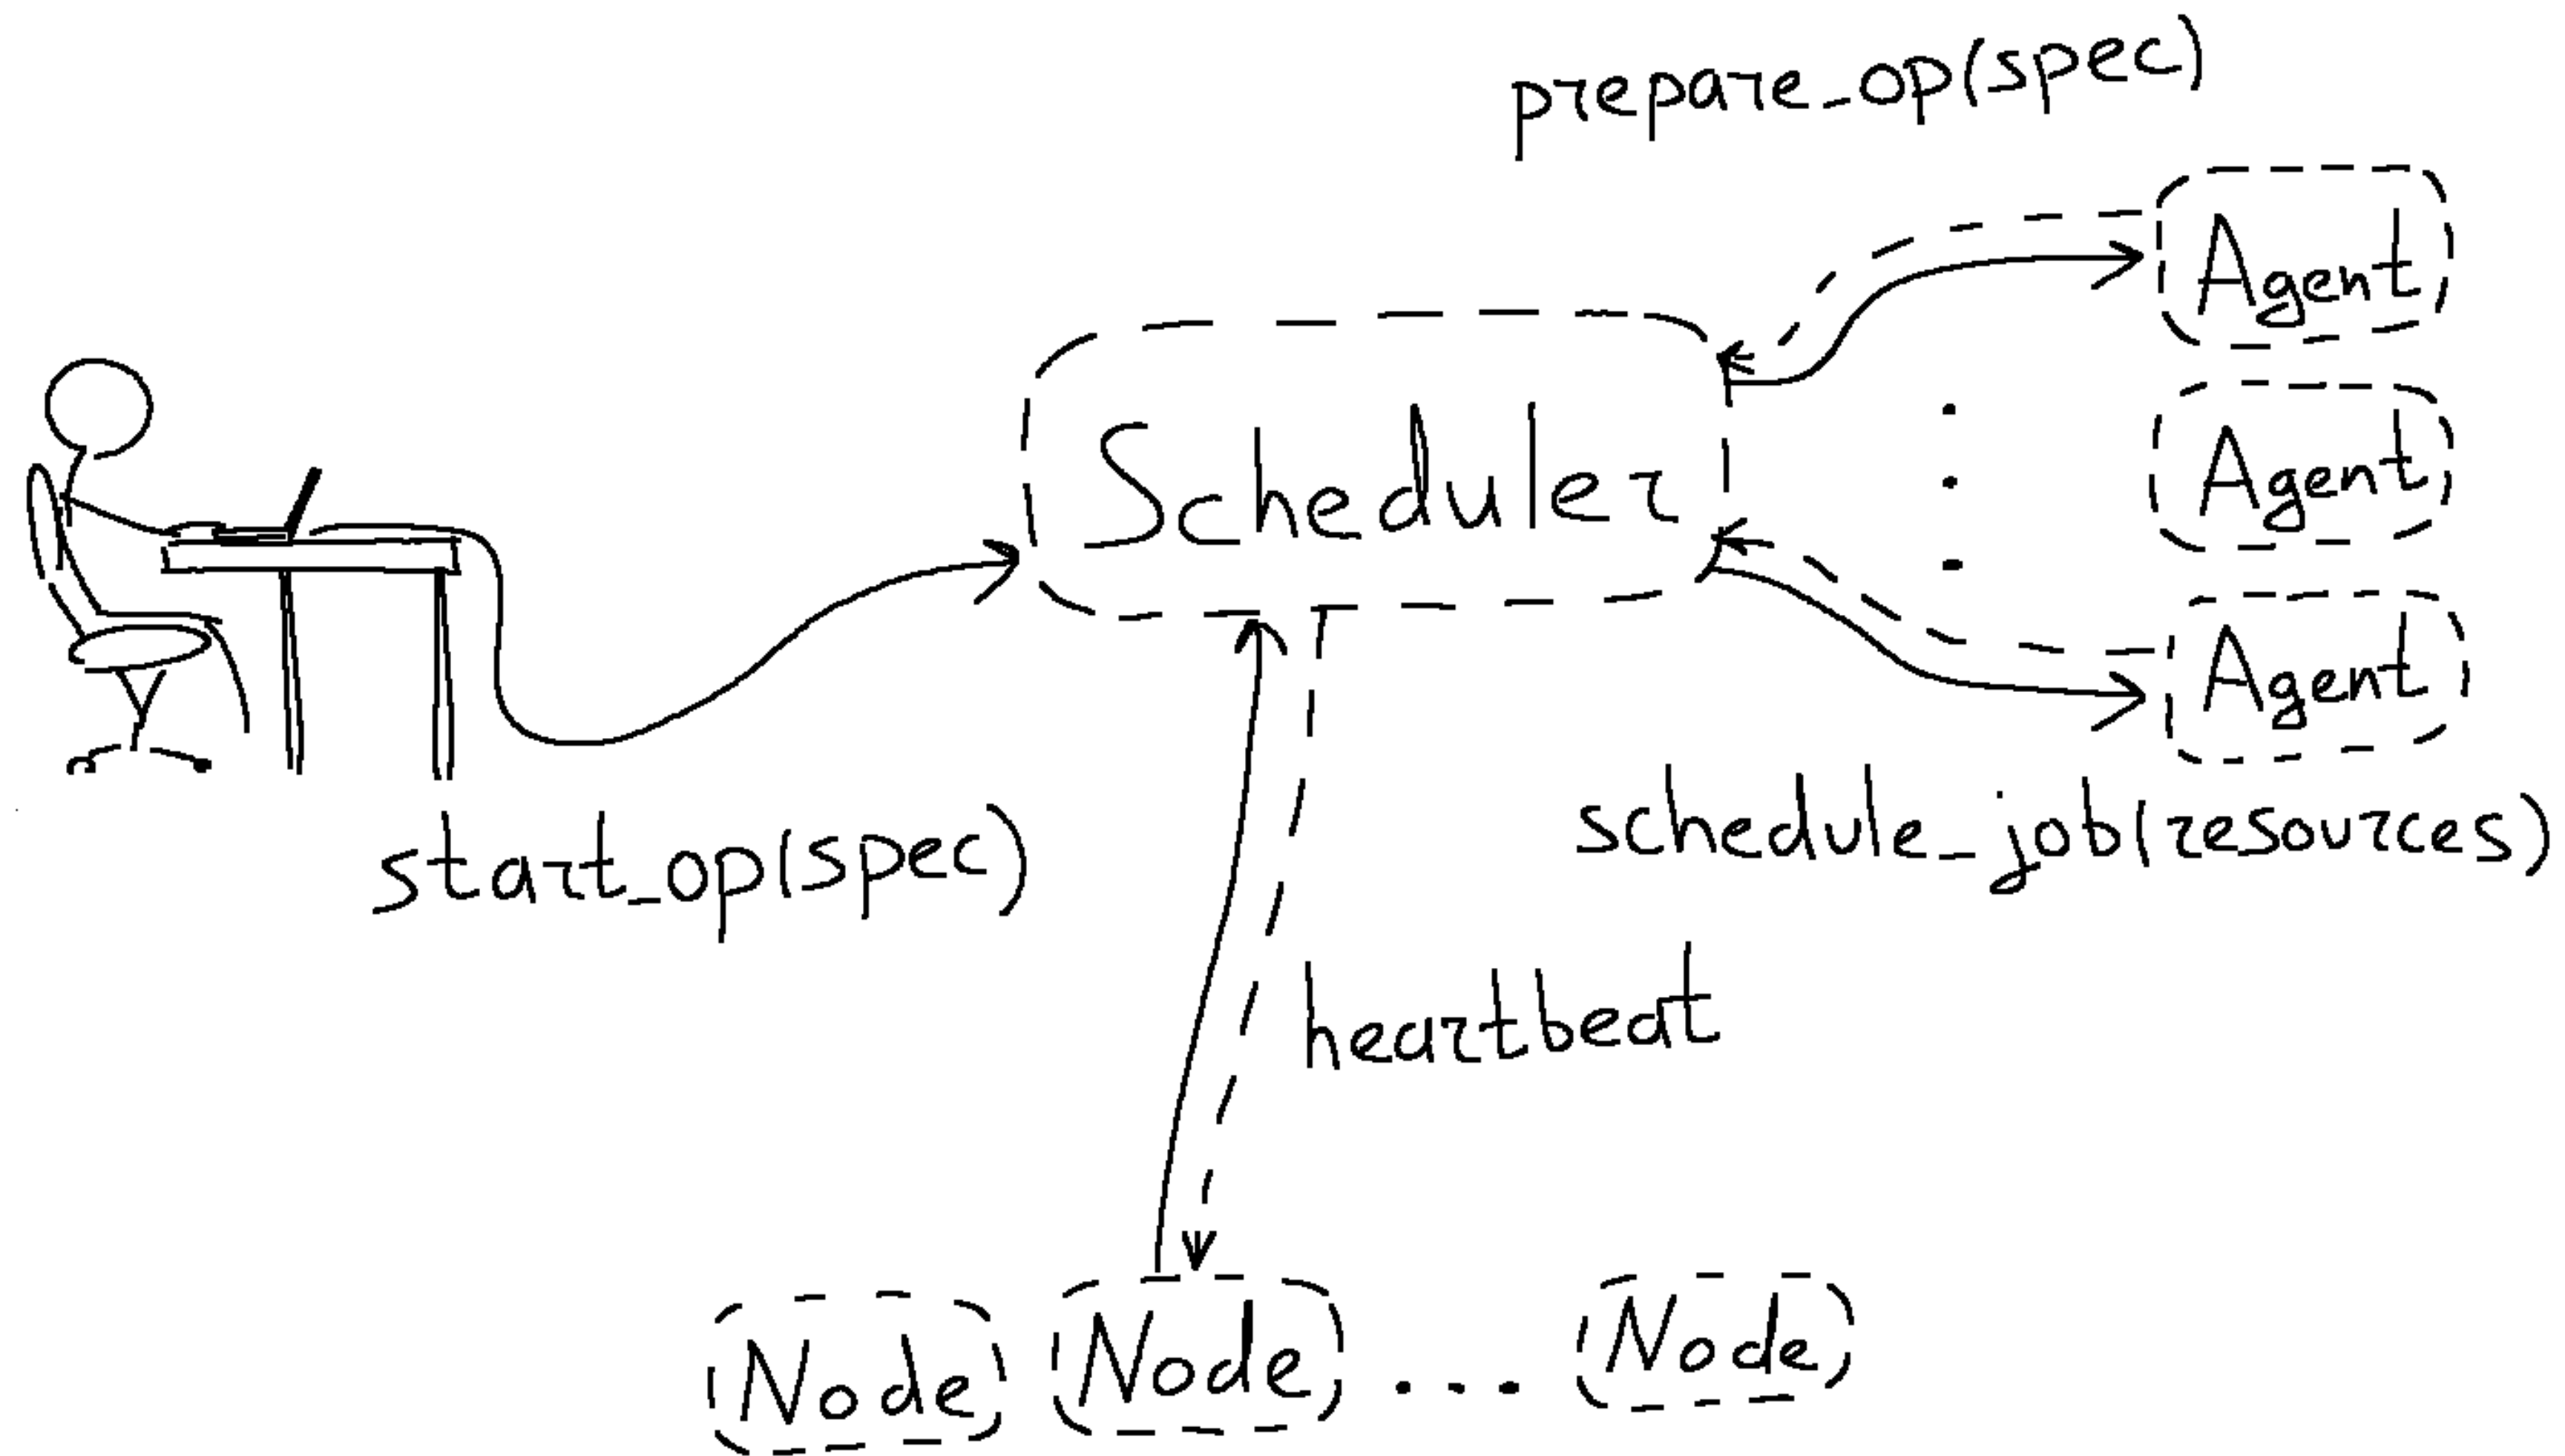 prepare_op(spec)
Agent
Scheduler
Agent
Agent
start_op(spec)
schedule_job(resources)
heartbeat
Node
Node
...
Node